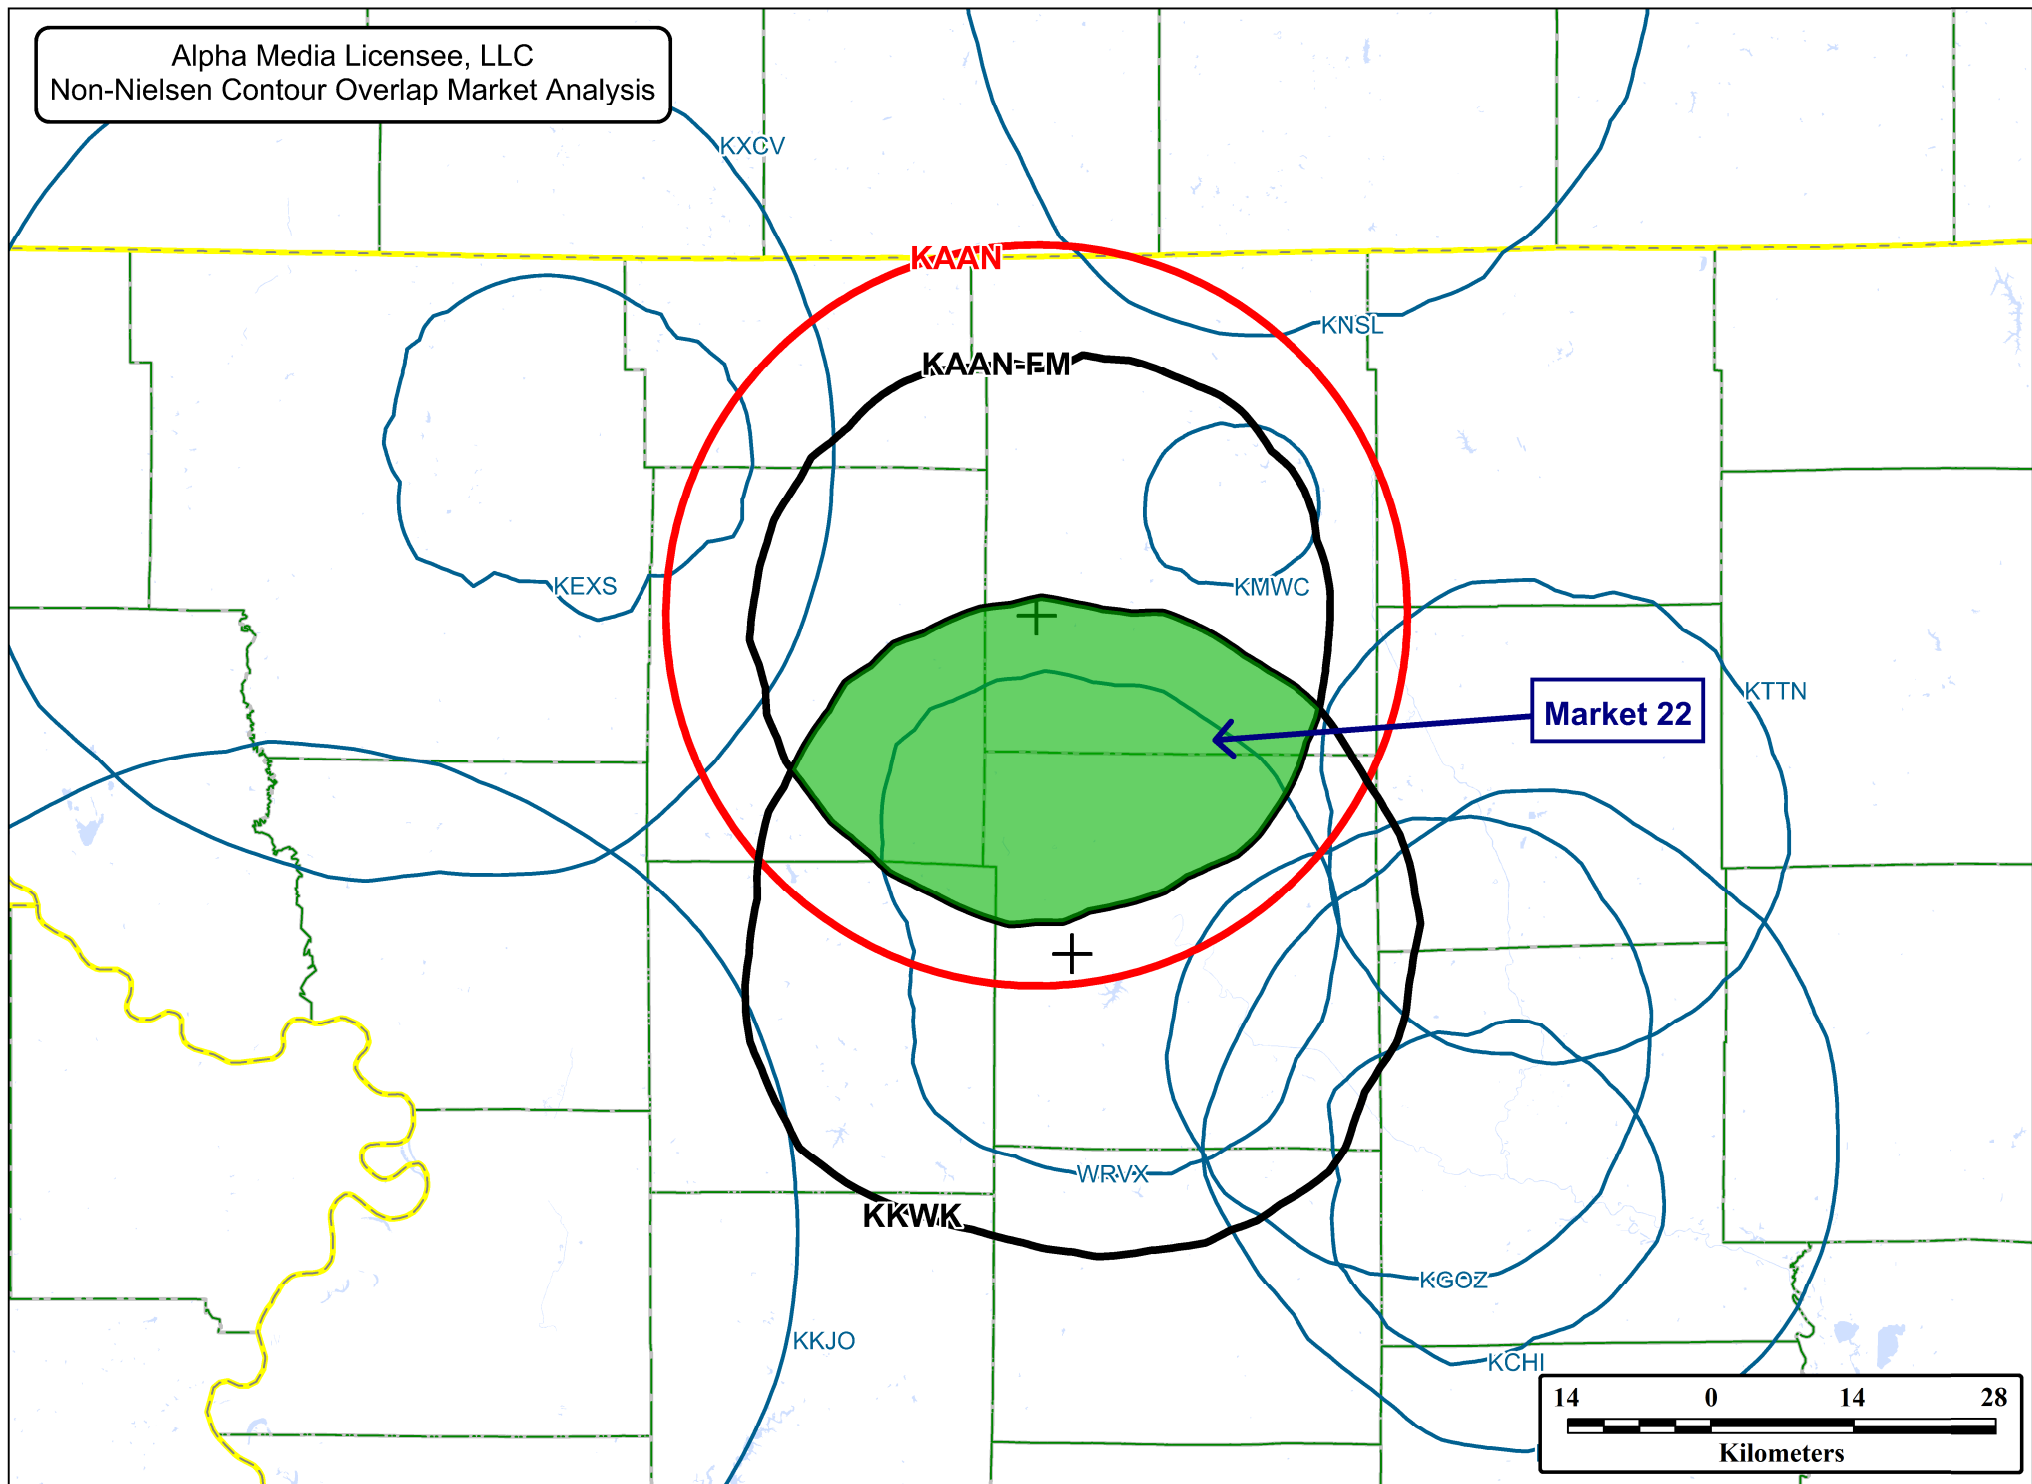 Alpha Media Licensee, LLC
Non-Nielsen Contour Overlap Market Analysis
KXCV
KAAN
KNSL
KAAN-FM
KEXS
KMWC
KTTN
Market 22
WRVX
KKWK
KGOZ
KKJO
KCHI
14 0 14 28
Kilometers